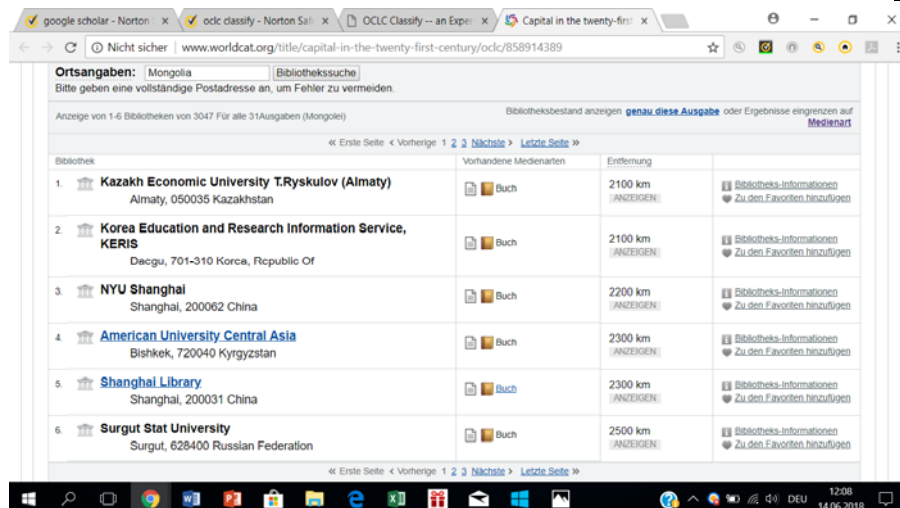 google scholar - Norton S
oclc classify - Norton Safe
OCLC Classify -- an Exper
Capital in the twenty-first
Nicht sicher | www.worldcat.org/title/capital-in-the-twenty-first-century/oclc/858914389
Ortsangaben: Mongolia Bibliothekssuche
Bitte geben eine vollständige Postadresse an, um Fehler zu vermeiden.
Anzeige von 1-6 Bibliotheken von 3047 Für alle 31Ausgaben (Mongolei)
Bibliotheksbestand anzeigen genau diese Ausgabe oder Ergebnisse eingrenzen auf
Medienart
« Erste Seite < Vorherige 1 2 3 Nächste > Letzte Seite »
Bibliothek Vorhandene Medienarten Entfernung
1. Kazakh Economic University T.Ryskulov (Almaty) Buch 2100 km Bibliotheks-Informationen
Almaty, 050035 Kazakhstan ANZEIGEN Zu den Favoriten hinzufügen
2. Korea Education and Research Information Service,
KERIS Buch 2100 km Bibliotheks-Informationen
Daegu, 701-310 Korea, Republic Of ANZEIGEN Zu den Favoriten hinzufügen
3. NYU Shanghai Buch 2200 km Bibliotheks-Informationen
Shanghai, 200062 China ANZEIGEN Zu den Favoriten hinzufügen
4. American University Central Asia Buch 2300 km Bibliotheks-Informationen
Bishkek, 720040 Kyrgyzstan ANZEIGEN Zu den Favoriten hinzufügen
5. Shanghai Library Buch 2300 km Bibliotheks-Informationen
Shanghai, 200031 China ANZEIGEN Zu den Favoriten hinzufügen
6. Surgut Stat University Buch 2500 km Bibliotheks-Informationen
Surgut, 628400 Russian Federation ANZEIGEN Zu den Favoriten hinzufügen
« Erste Seite < Vorherige 1 2 3 Nächste > Letzte Seite »
DEU 12:08
14.06.2018